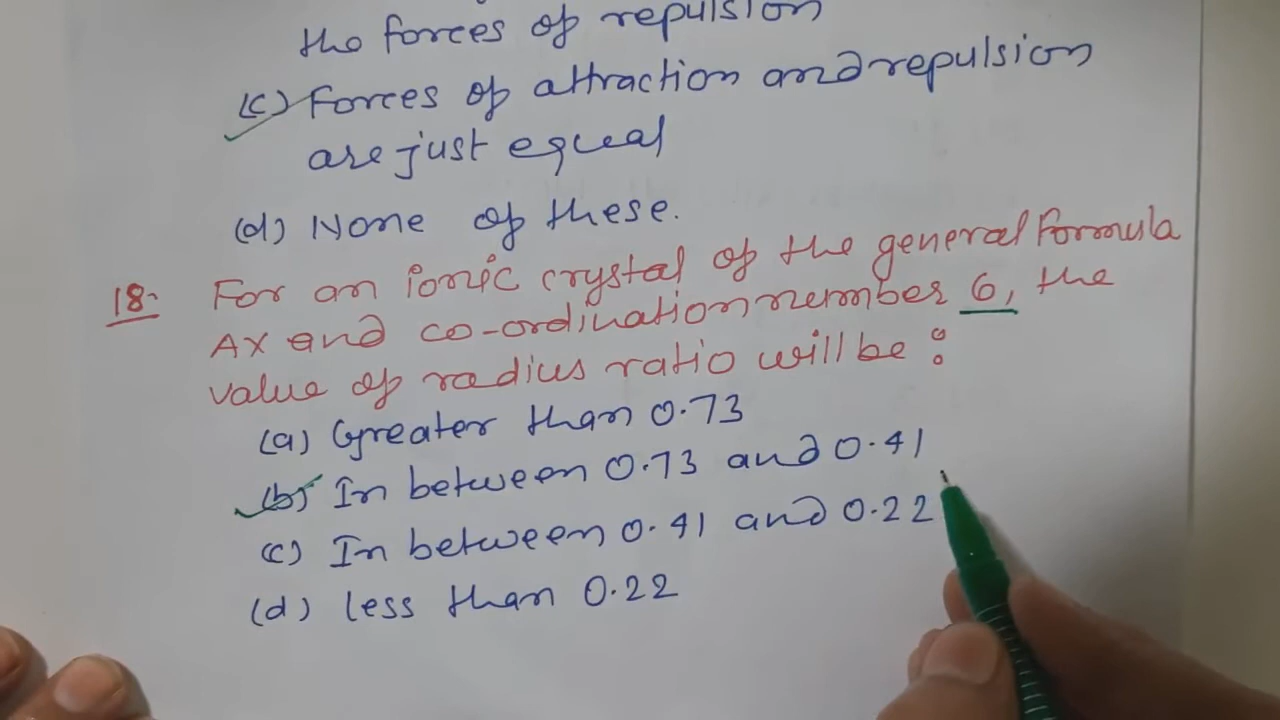 the forces of repulsion
(c) Forces of attraction and repulsion
are just equal
(d) None of these.
18- For an ionic crystal of the general formula
AX and co-ordination number 6, the
value of radius ratio will be :
(a) Greater than 0.73
(b) In between 0.73 and 0.41
(c) In between 0.41 and 0.22
(d) less than 0.22